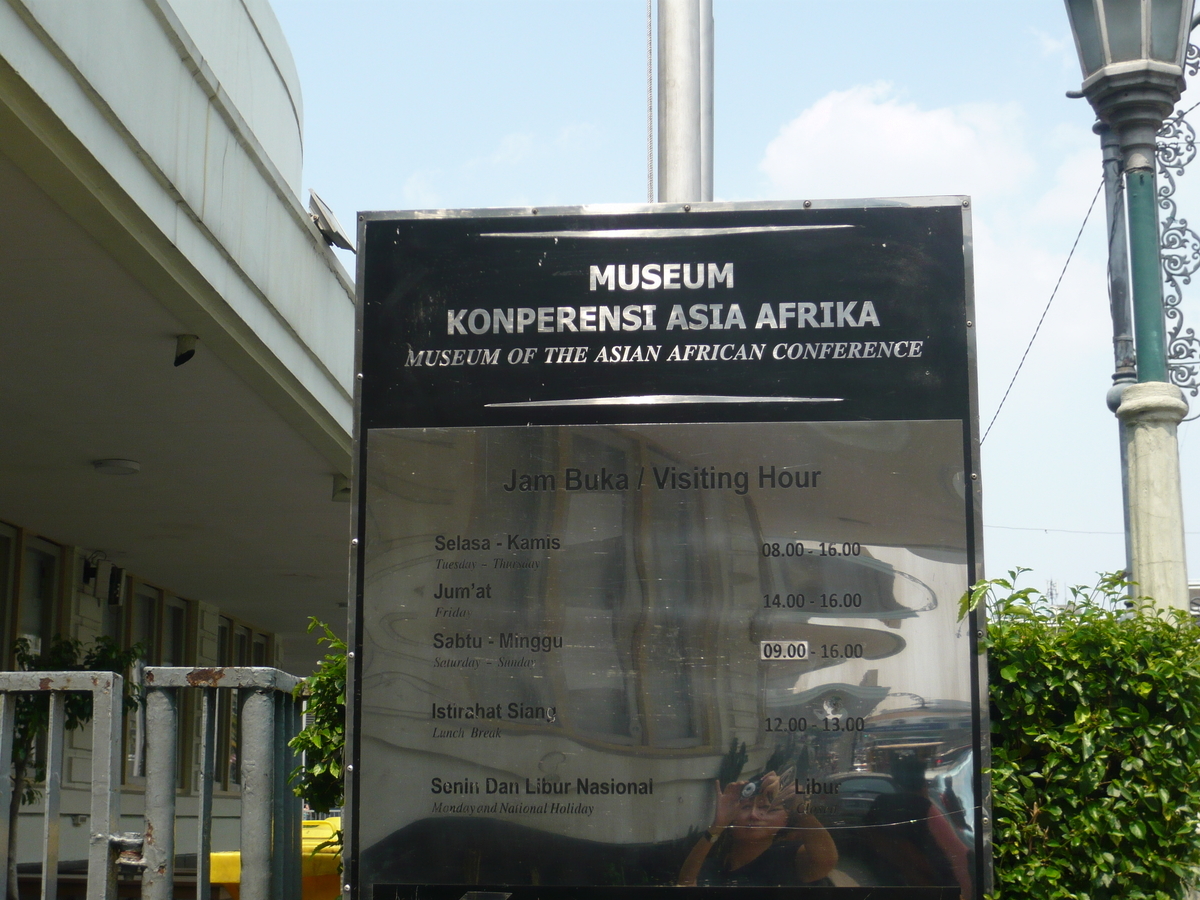 MUSEUM
KONPERENSI ASIA AFRIKA
MUSEUM OF THE ASIAN AFRICAN CONFERENCE
Jam Buka / Visiting Hour
Selasa - Kamis 08.00 - 16.00
Tuesday - Thursday
Jum'at 14.00 - 16.00
Friday
Sabtu - Minggu 09.00 - 16.00
Saturday - Sunday
Istirahat Siang 12.00 - 13.00
Lunch Break
Senin Dan Libur Nasional Libur
Monday and National Holiday